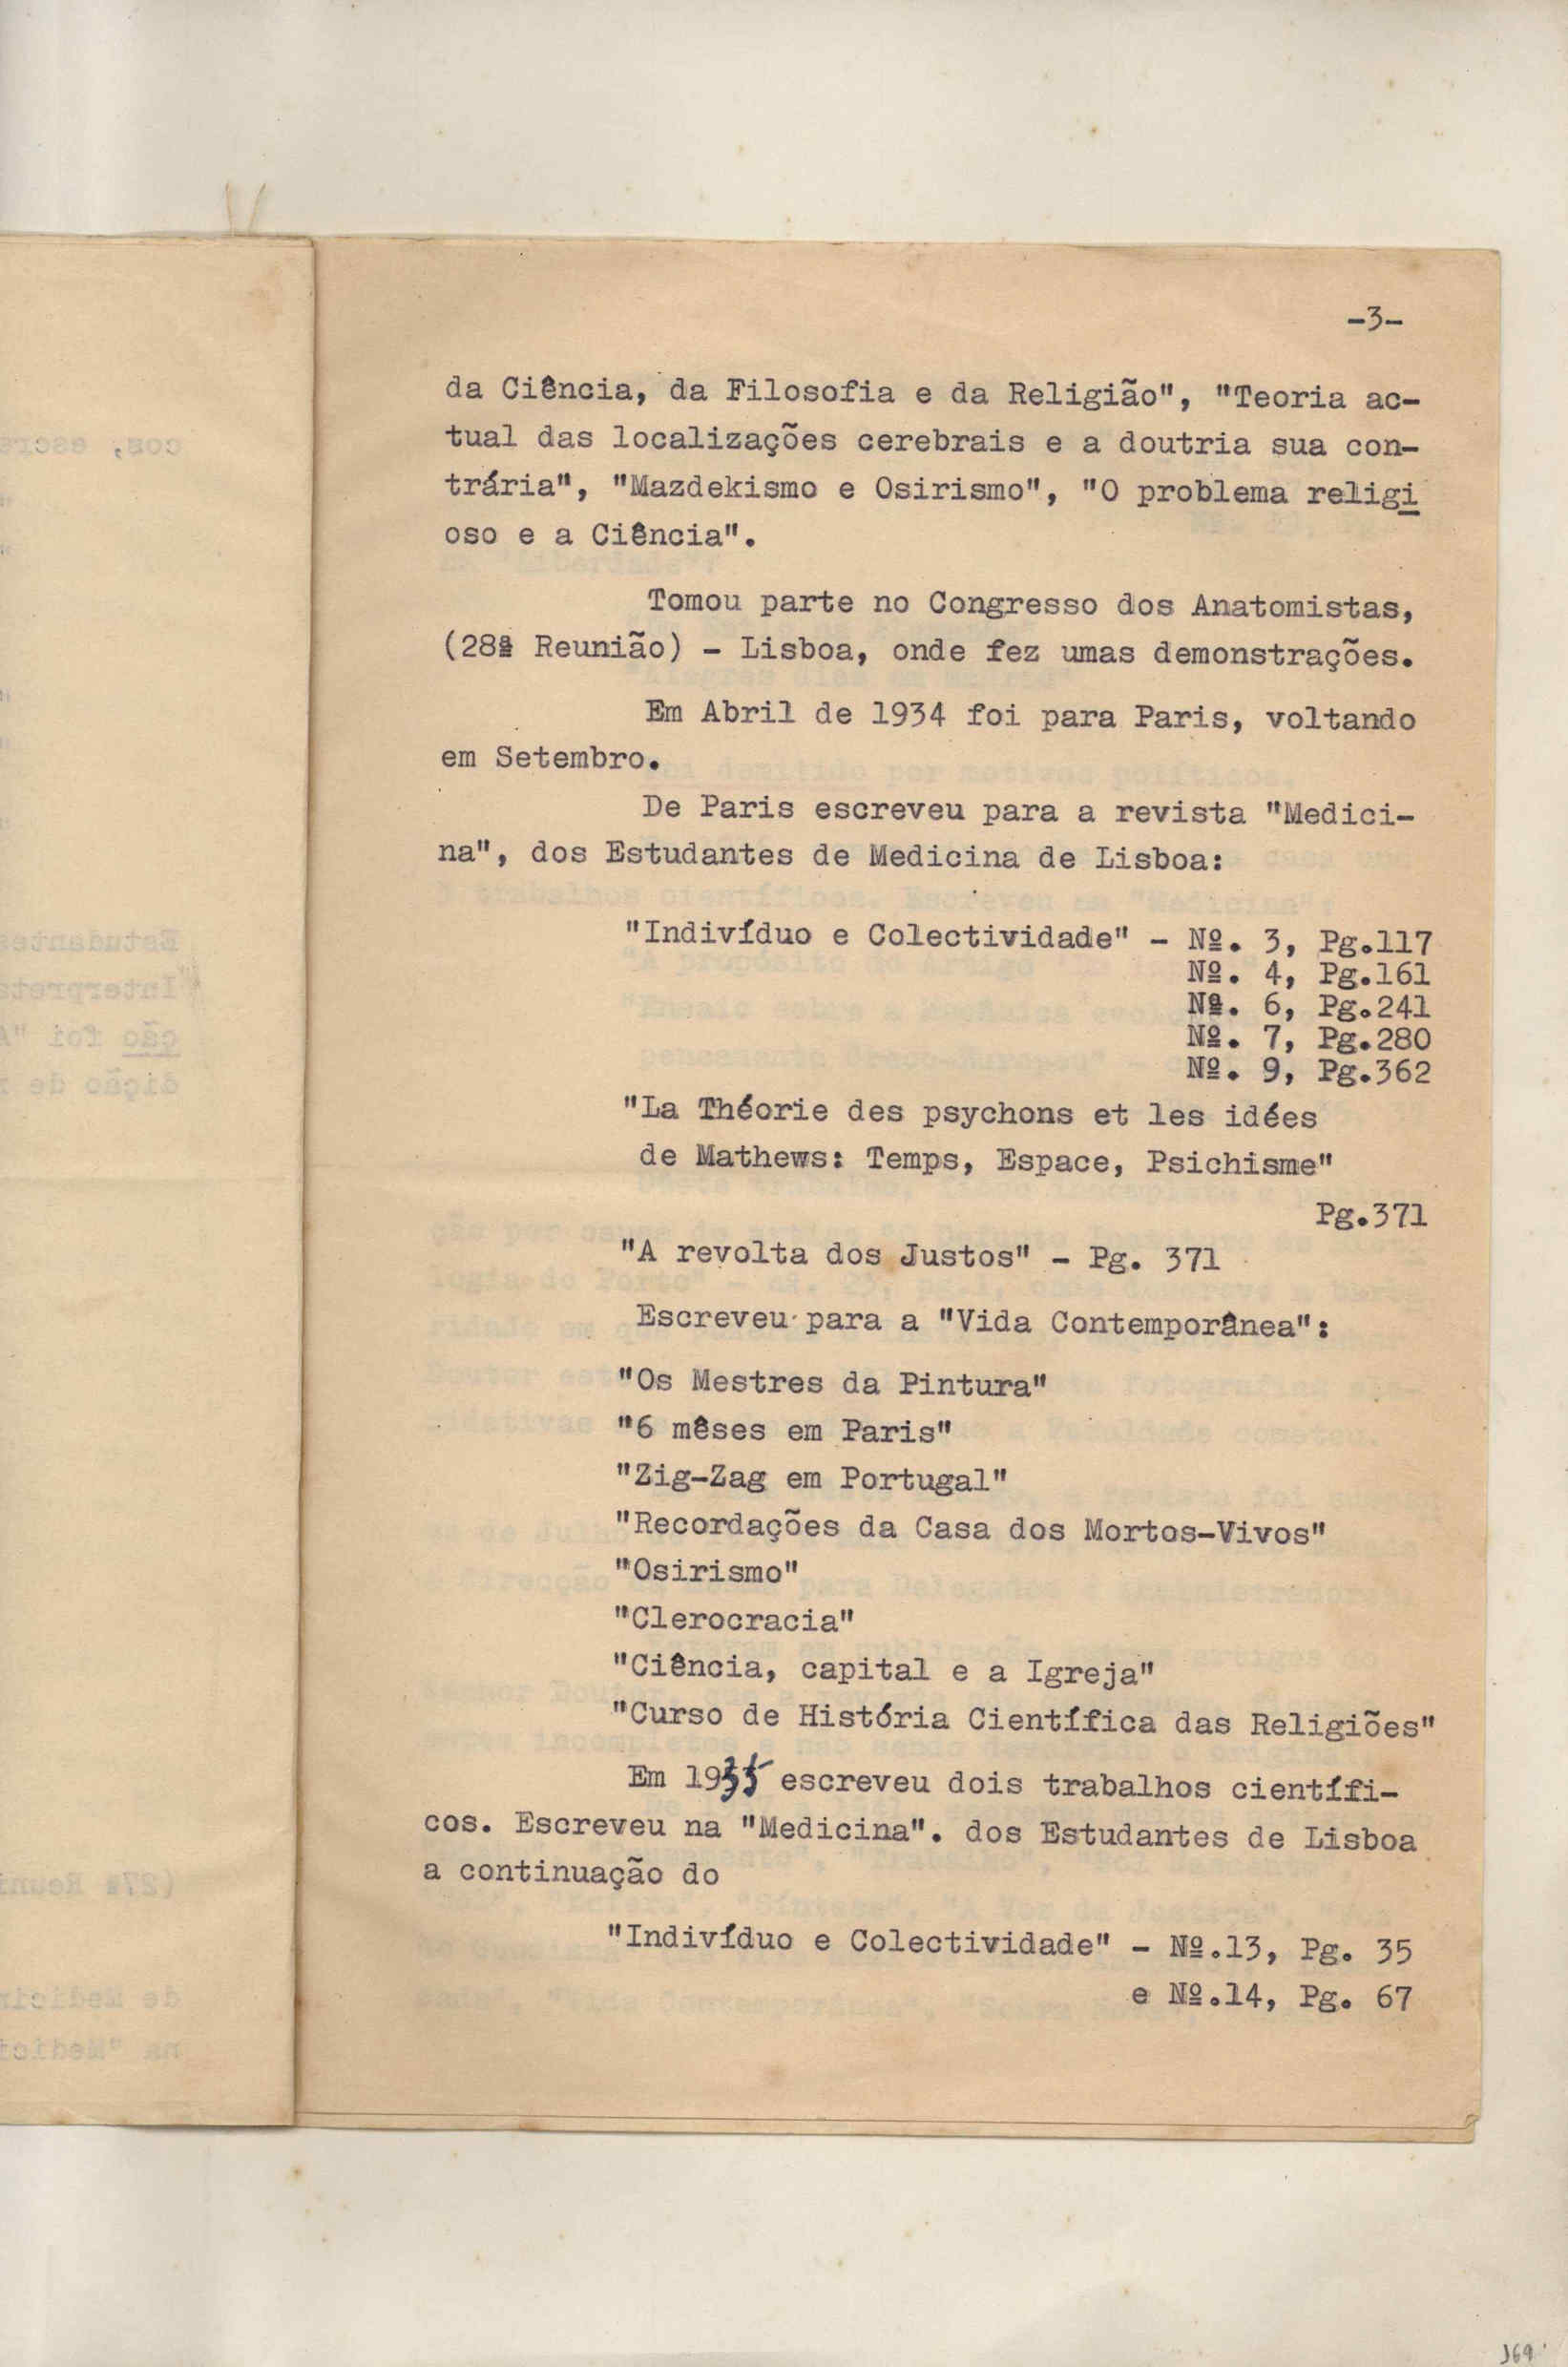 -3-
da Ciência, da Filosofia e da Religião", "Teoria ac-
tual das localizações cerebrais e a doutria sua con-
trária", "Mazdekismo e Osirismo", "O problema religi
oso e a Ciência".
Tomou parte no Congresso dos Anatomistas,
(28ª Reunião) - Lisboa, onde fez umas demonstrações.
Em Abril de 1934 foi para Paris, voltando
em Setembro.
De Paris escreveu para a revista "Medici-
na", dos Estudantes de Medicina de Lisboa:
"Indivíduo e Colectividade" - Nº. 3, Pg.117
Nº. 4, Pg.161
Nª. 6, Pg.241
Nº. 7, Pg.280
Nº. 9, Pg.362
"La Théorie des psychons et les idées
de Mathews: Temps, Espace, Psichisme"
Pg.371
"A revolta dos Justos" - Pg. 371
Escreveu para a "Vida Contemporânea":
"Os Mestres da Pintura"
"6 mêses em Paris"
"Zig-Zag em Portugal"
"Recordações da Casa dos Mortos-Vivos"
"Osirismo"
"Clerocracia"
"Ciência, capital e a Igreja"
"Curso de História Científica das Religiões"
Em 1935 escreveu dois trabalhos científi-
cos. Escreveu na "Medicina". dos Estudantes de Lisboa
a continuação do
"Indivíduo e Colectividade" - Nº.13, Pg. 35
e Nº.14, Pg. 67
169